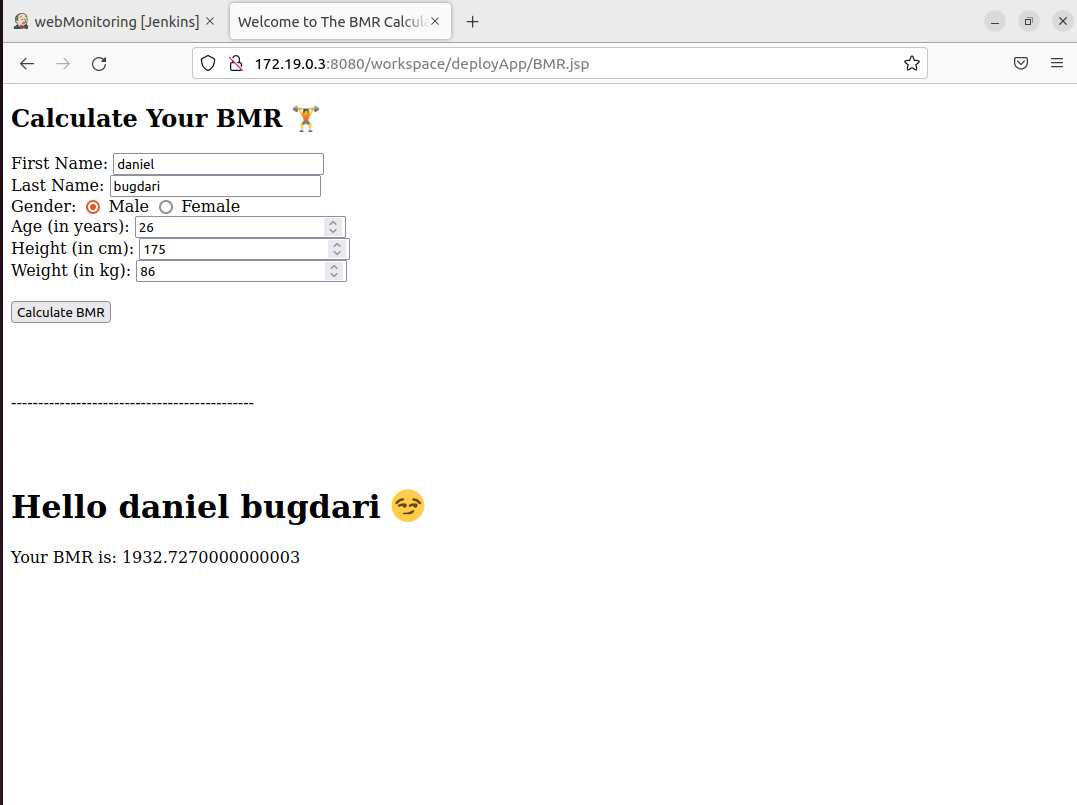 webMonitoring [Jenkins]
Welcome to The BMR Calcula
172.19.0.3:8080/workspace/deployApp/BMR.jsp
Calculate Your BMR 🏋️
First Name: daniel
Last Name: bugdari
Gender: Male Female
Age (in years): 26
Height (in cm): 175
Weight (in kg): 86
Calculate BMR
---------------------------------------------
Hello daniel bugdari 😏
Your BMR is: 1932.7270000000003